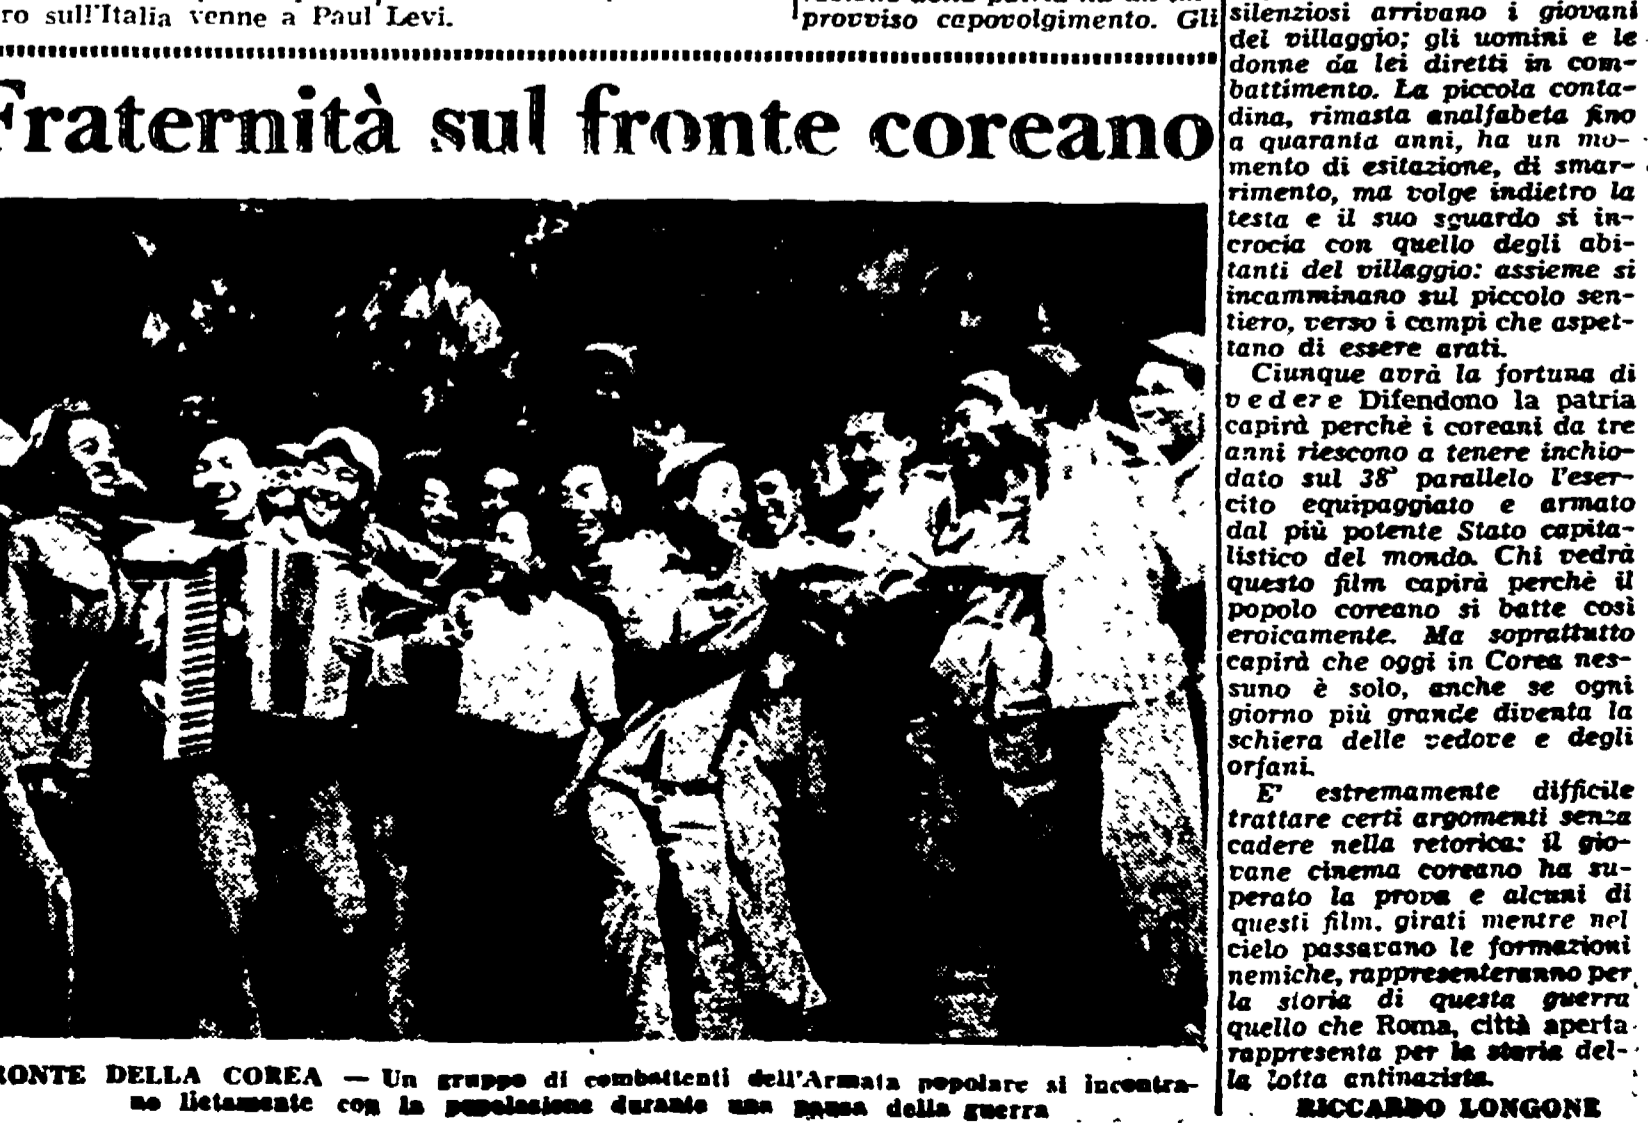 ro sull'Italia venne a Paul Levi.
provviso capovolgimento. Gli
Fraternità sul fronte coreano
RONTE DELLA COREA — Un gruppo di combattenti dell'Armata popolare si incontra-
no lietamente con la popolazione durante una pausa della guerra
silenziosi arrivano i giovani
del villaggio; gli uomini e le
donne da lei diretti in com-
battimento. La piccola conta-
dina, rimasta analfabeta fino
a quaranta anni, ha un mo-
mento di esitazione, di smar-
rimento, ma volge indietro la
testa e il suo sguardo si in-
crocia con quello degli abi-
tanti del villaggio: assieme si
incamminano sul piccolo sen-
tiero, verso i campi che aspet-
tano di essere arati.
Ciunque avrà la fortuna di
vedere Difendono la patria
capirà perchè i coreani da tre
anni riescono a tenere inchio-
dato sul 38° parallelo l'eser-
cito equipaggiato e armato
dal più potente Stato capita-
listico del mondo. Chi vedrà
questo film capirà perchè il
popolo coreano si batte così
eroicamente. Ma soprattutto
capirà che oggi in Corea nes-
suno è solo, anche se ogni
giorno più grande diventa la
schiera delle vedove e degli
orfani.
E' estremamente difficile
trattare certi argomenti senza
cadere nella retorica: il gio-
vane cinema coreano ha su-
perato la prova e alcuni di
questi film, girati mentre nel
cielo passavano le formazioni
nemiche, rappresenteranno per
la storia di questa guerra
quello che Roma, città aperta
rappresenta per la storia del-
la lotta antinazista.
RICCARDO LONGONE